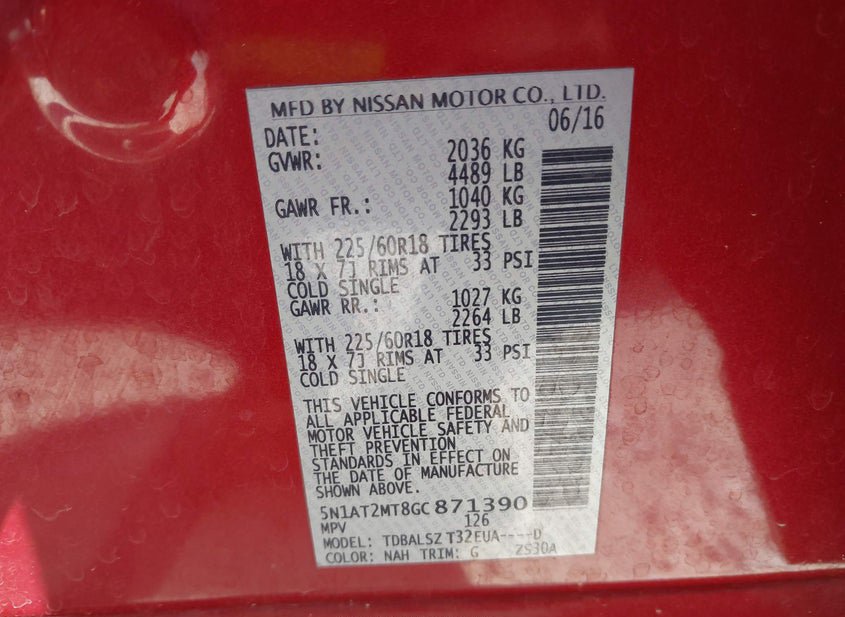 MFD BY NISSAN MOTOR CO., LTD.
DATE: 06/16
GVWR: 2036 KG
4489 LB
GAWR FR.: 1040 KG
2293 LB
WITH 225/60R18 TIRES
18 X 7J RIMS AT 33 PSI
COLD SINGLE
GAWR RR.: 1027 KG
2264 LB
WITH 225/60R18 TIRES
18 X 7J RIMS AT 33 PSI
COLD SINGLE
THIS VEHICLE CONFORMS TO
ALL APPLICABLE FEDERAL
MOTOR VEHICLE SAFETY AND
THEFT PREVENTION
STANDARDS IN EFFECT ON
THE DATE OF MANUFACTURE
SHOWN ABOVE.
5N1AT2MT8GC871390
MPV 126
MODEL: TDBALSZ T32EUA----D
COLOR: NAH TRIM: G ZS30A